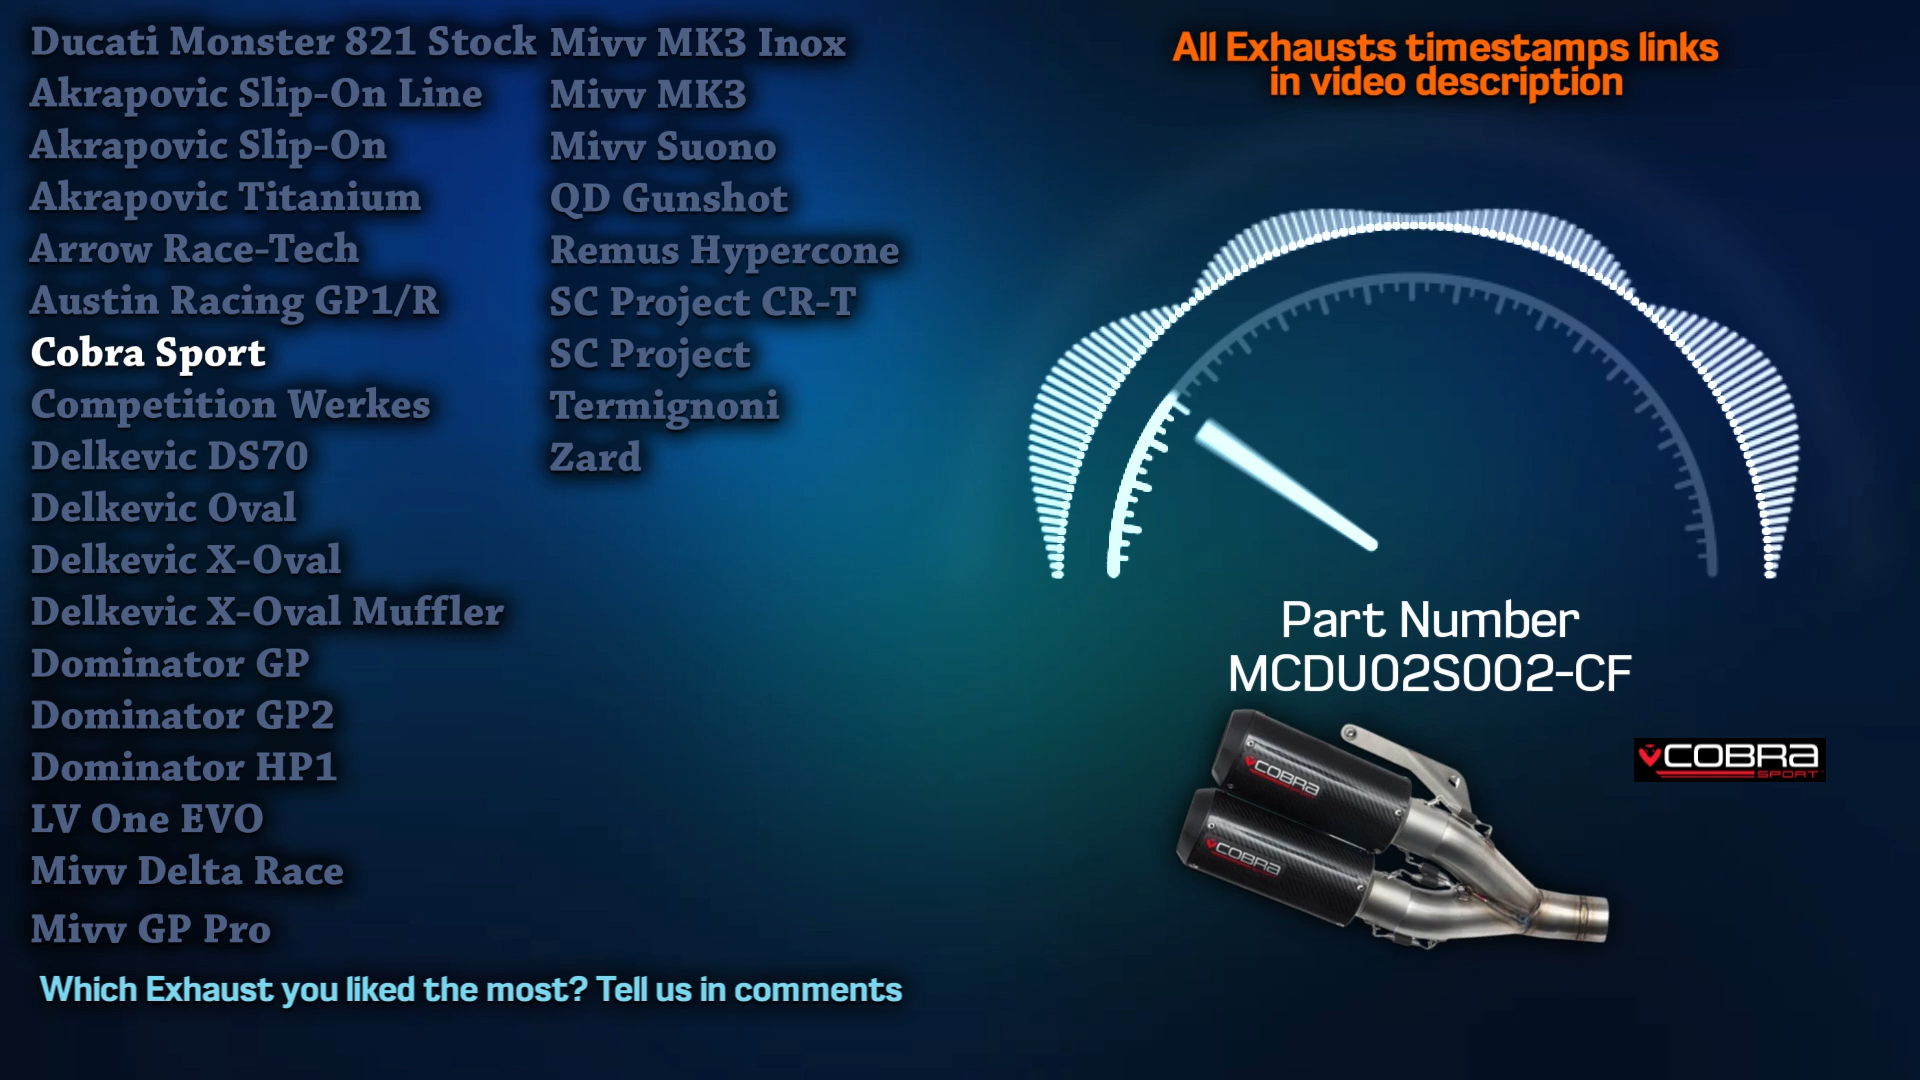 Ducati Monster 821 Stock
Akrapovic Slip-On Line
Akrapovic Slip-On
Akrapovic Titanium
Arrow Race-Tech
Austin Racing GP1/R
Cobra Sport
Competition Werkes
Delkevic DS70
Delkevic Oval
Delkevic X-Oval
Delkevic X-Oval Muffler
Dominator GP
Dominator GP2
Dominator HP1
LV One EVO
Mivv Delta Race
Mivv GP Pro
Mivv MK3 Inox
Mivv MK3
Mivv Suono
QD Gunshot
Remus Hypercone
SC Project CR-T
SC Project
Termignoni
Zard
Which Exhaust you liked the most? Tell us in comments
All Exhausts timestamps links
in video description
Part Number
MCDU02S002-CF
COBRA
COBRA
COBRA
SPORT